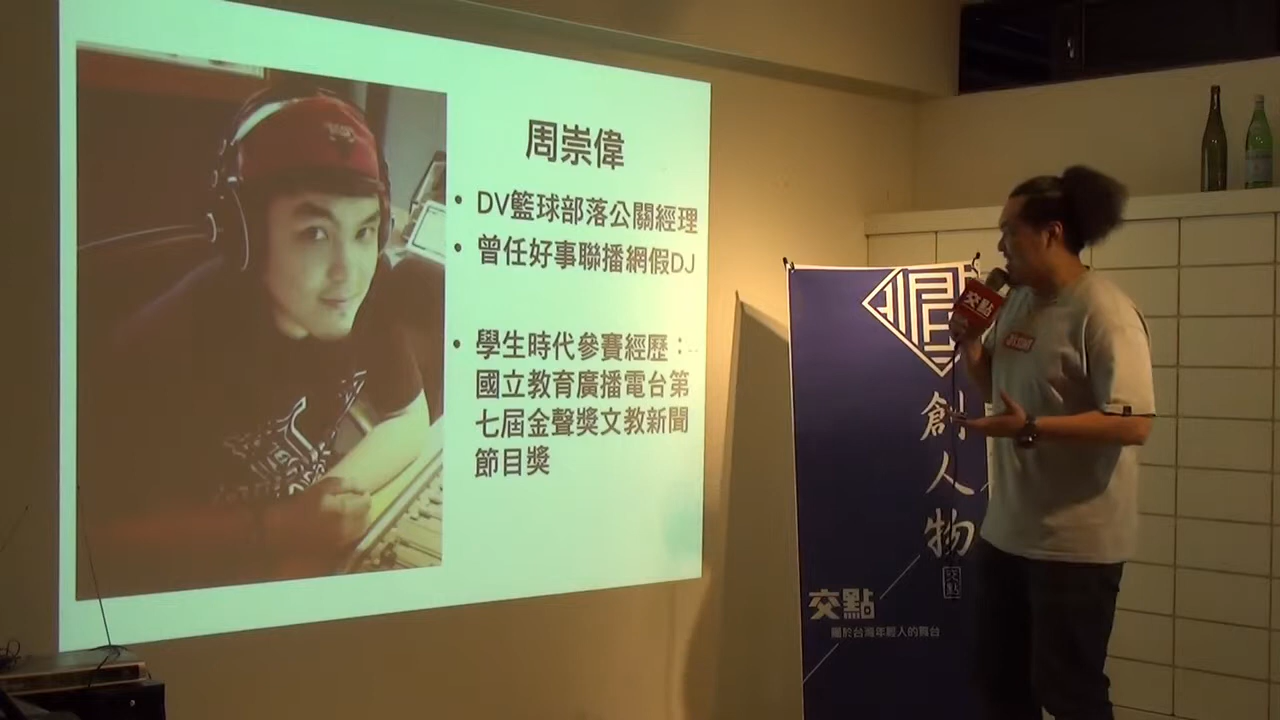 周崇偉
• DV籃球部落公關經理
• 曾任好事聯播網假DJ
• 學生時代參賽經歷：
國立教育廣播電台第
七屆金聲獎文教新聞
節目獎
交點
創人物
交點
交點
屬於台灣年輕人的舞台